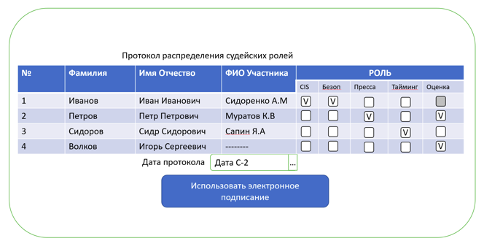 Протокол распределения судейских ролей
№ Фамилия Имя Отчество ФИО Участника РОЛЬ
CIS Безоп Пресса Тайминг Оценка
1 Иванов Иван Иванович Сидоренко А.М V V
2 Петров Петр Петрович Муратов К.В V V
3 Сидоров Сидр Сидорович Сапин Я.А V
4 Волков Игорь Сергеевич -------- V
Дата протокола Дата С-2 ...
Использовать электронное
подписание